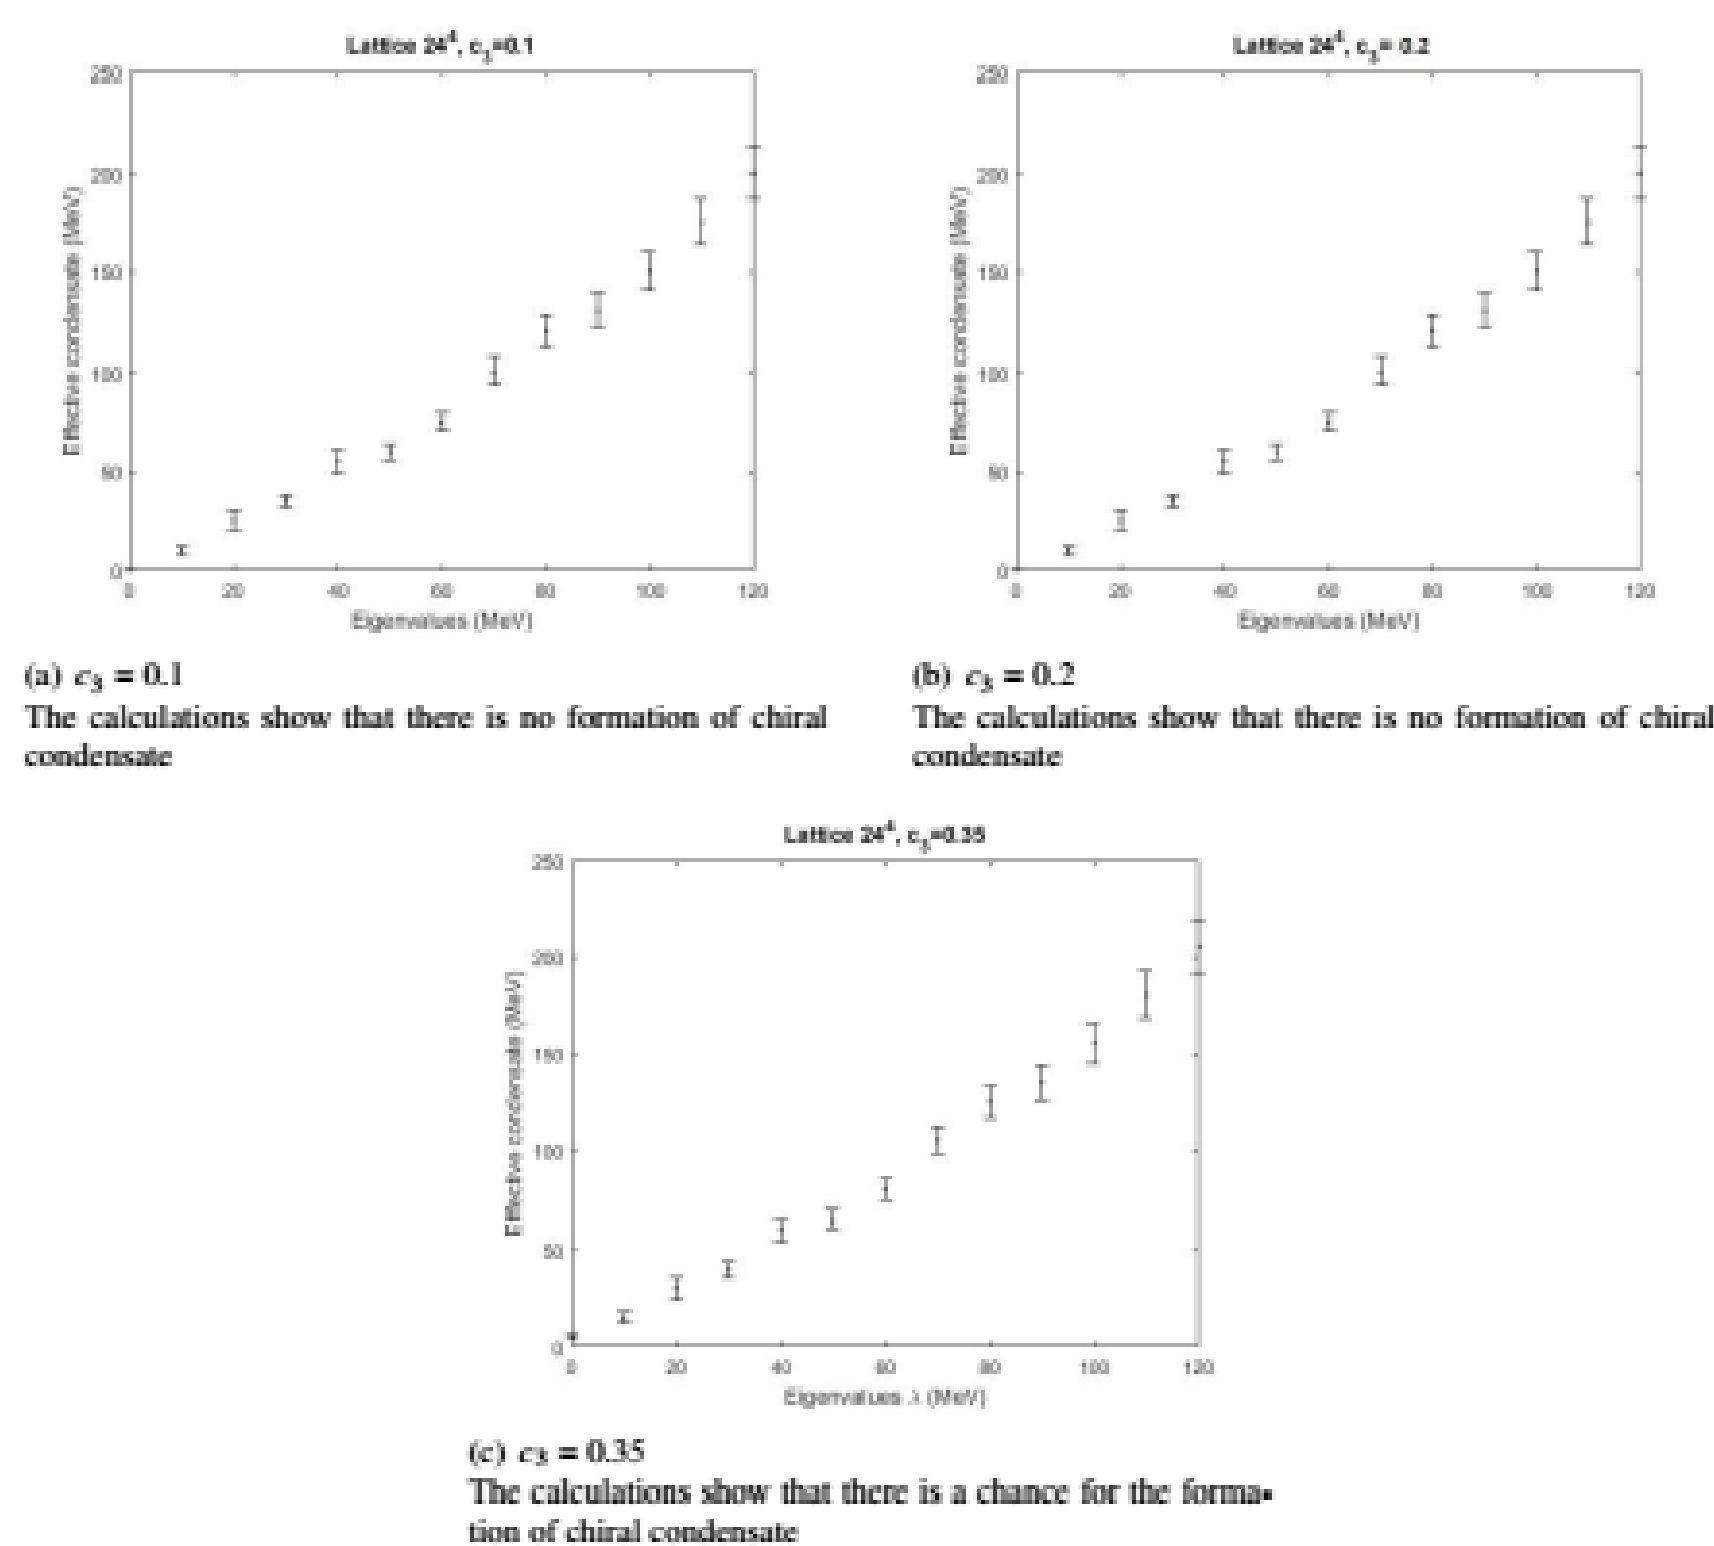 Lattice 24⁴, c₃=0.1
250
200
150
100
50
0
Effective condensate (MeV)
0 20 40 60 80 100 120
Eigenvalues (MeV)
(a) c₃ = 0.1
The calculations show that there is no formation of chiral
condensate
Lattice 24⁴, c₃= 0.2
250
200
150
100
50
0
Effective condensate (MeV)
0 20 40 60 80 100 120
Eigenvalues (MeV)
(b) c₃ = 0.2
The calculations show that there is no formation of chiral
condensate
Lattice 24⁴, c₃=0.35
250
200
150
100
50
0
Effective condensate (MeV)
0 20 40 60 80 100 120
Eigenvalues λ (MeV)
(c) c₃ = 0.35
The calculations show that there is a chance for the forma-
tion of chiral condensate